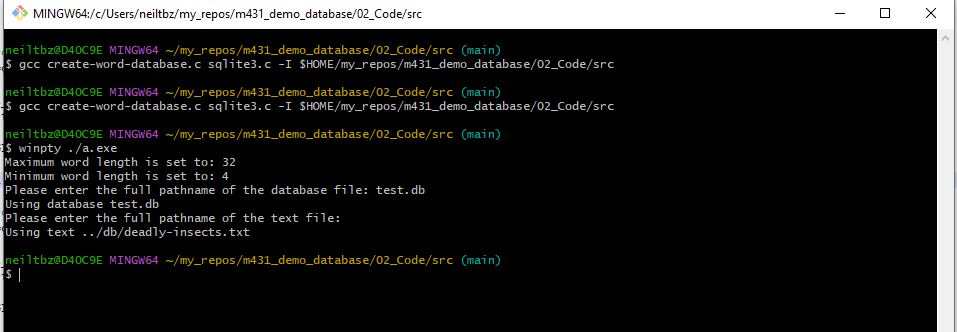 MINGW64:/c/Users/neiltbz/my_repos/m431_demo_database/02_Code/src
neiltbz@D40C9E MINGW64 ~/my_repos/m431_demo_database/02_Code/src (main)
$ gcc create-word-database.c sqlite3.c -I $HOME/my_repos/m431_demo_database/02_Code/src
neiltbz@D40C9E MINGW64 ~/my_repos/m431_demo_database/02_Code/src (main)
$ gcc create-word-database.c sqlite3.c -I $HOME/my_repos/m431_demo_database/02_Code/src
neiltbz@D40C9E MINGW64 ~/my_repos/m431_demo_database/02_Code/src (main)
$ winpty ./a.exe
Maximum word length is set to: 32
Minimum word length is set to: 4
Please enter the full pathname of the database file: test.db
Using database test.db
Please enter the full pathname of the text file:
Using text ../db/deadly-insects.txt
neiltbz@D40C9E MINGW64 ~/my_repos/m431_demo_database/02_Code/src (main)
$